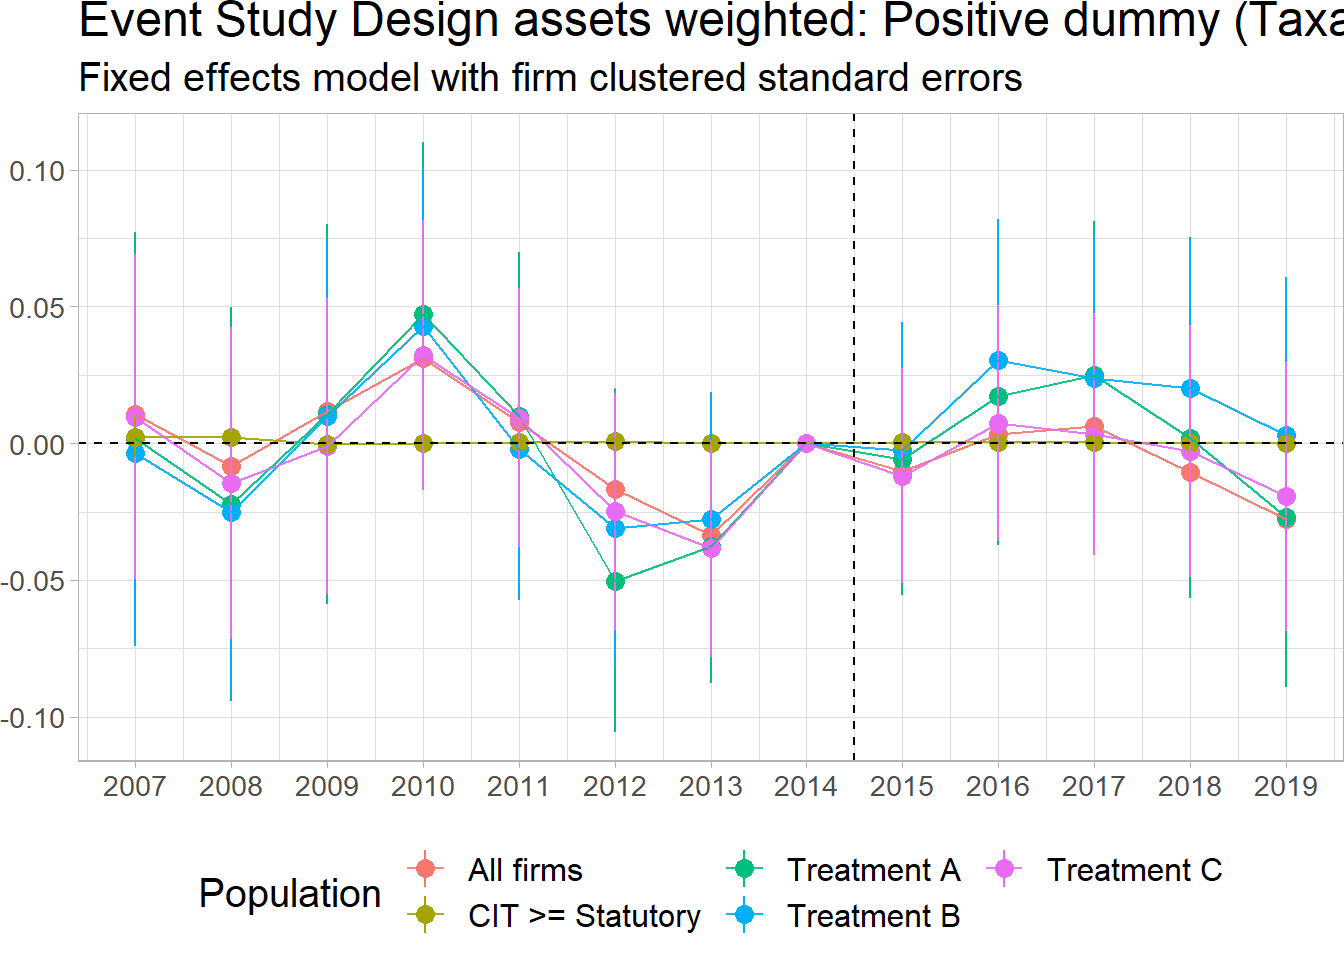 Event Study Design assets weighted: Positive dummy (Taxa
Fixed effects model with firm clustered standard errors
0.10
0.05
0.00
-0.05
-0.10
2007 2008 2009 2010 2011 2012 2013 2014 2015 2016 2017 2018 2019
Population
All firms
Treatment A
Treatment C
CIT >= Statutory
Treatment B